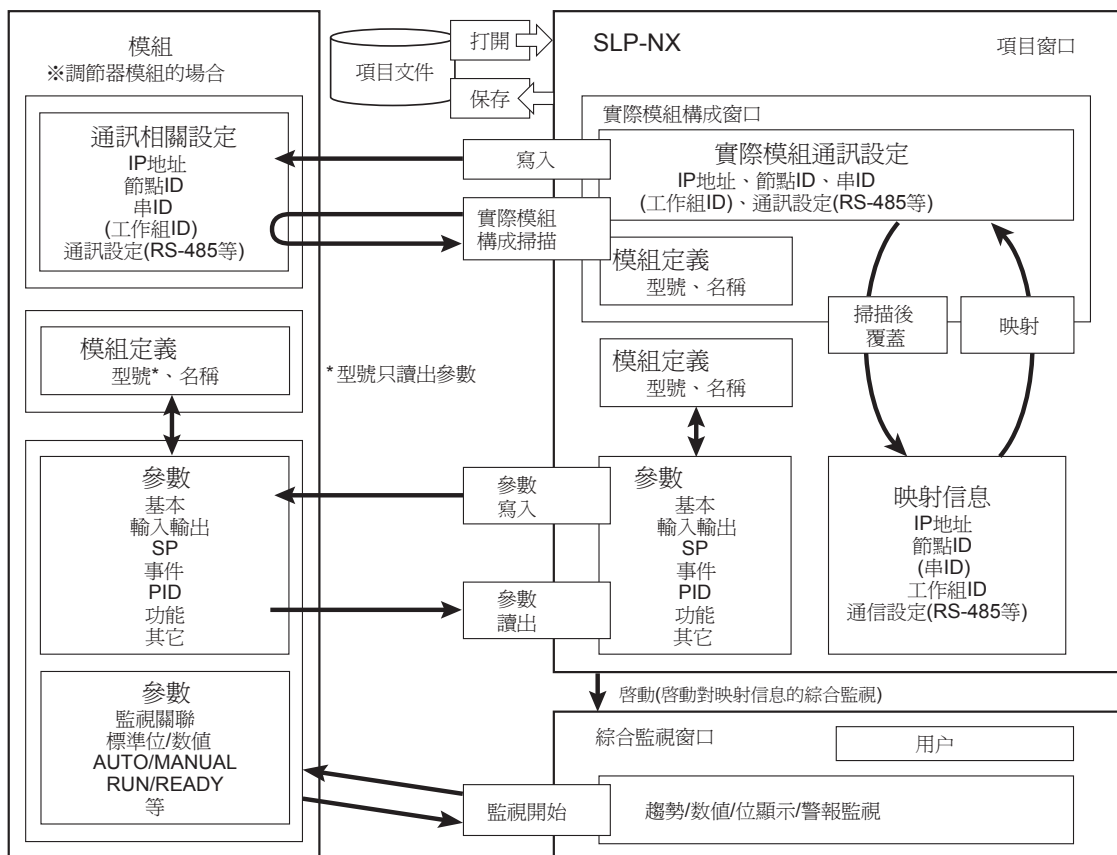 模組
※調節器模組的場合
通訊相關設定
IP地址
節點ID
串ID
(工作組ID)
通訊設定(RS-485等)
模組定義
型號*、名稱
*型號只讀出參數
參數
基本
輸入輸出
SP
事件
PID
功能
其它
參數
監視關聯
標準位/数值
AUTO/MANUAL
RUN/READY
等
項目文件
打開
保存
寫入
實際模組
構成掃描
參數
寫入
參數
讀出
監視開始
SLP-NX
項目窗口
實際模組構成窗口
實際模組通訊設定
IP地址、節點ID、串ID
(工作組ID)、通訊設定(RS-485等)
模組定義
型號、名稱
掃描後
覆蓋
映射
模組定義
型號、名稱
參數
基本
輸入輸出
SP
事件
PID
功能
其它
映射信息
IP地址
節點ID
(串ID)
工作組ID
通信設定(RS-485等)
啓動(啓動對映射信息的綜合監視)
綜合監視窗口
用户
趨勢/数值/位顯示/警報監視